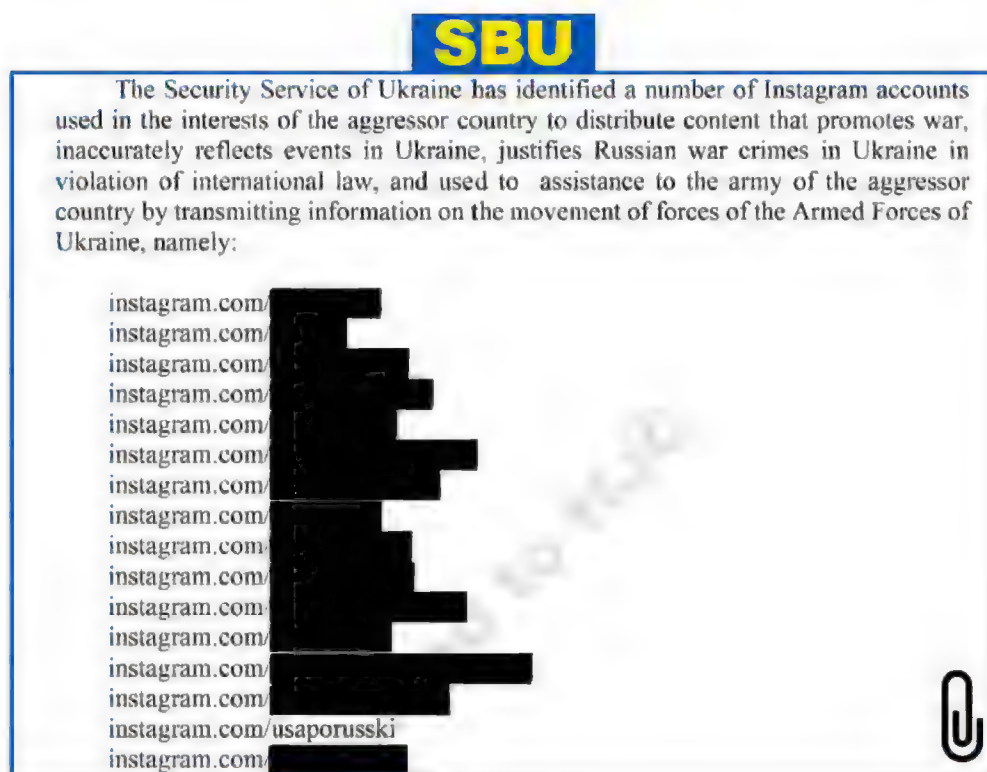 SBU
The Security Service of Ukraine has identified a number of Instagram accounts
used in the interests of the aggressor country to distribute content that promotes war,
inaccurately reflects events in Ukraine, justifies Russian war crimes in Ukraine in
violation of international law, and used to assistance to the army of the aggressor
country by transmitting information on the movement of forces of the Armed Forces of
Ukraine, namely:
instagram.com/
instagram.com/
instagram.com/
instagram.com/
instagram.com/
instagram.com/
instagram.com/
instagram.com/
instagram.com
instagram.com/
instagram.com
instagram.com/
instagram.com/
instagram.com/
instagram.com/usaporusski
instagram.com/